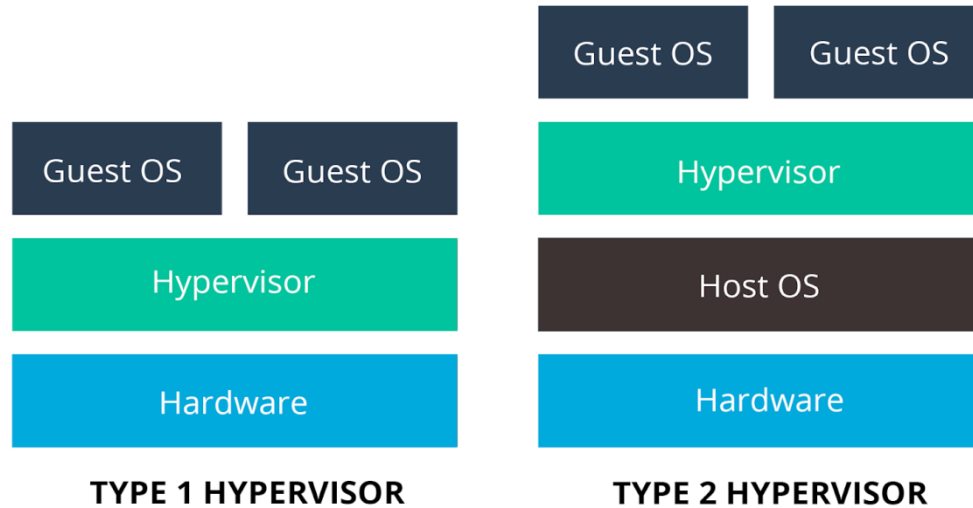 Guest OS
Guest OS
Hypervisor
Hardware
TYPE 1 HYPERVISOR
Guest OS
Guest OS
Hypervisor
Host OS
Hardware
TYPE 2 HYPERVISOR